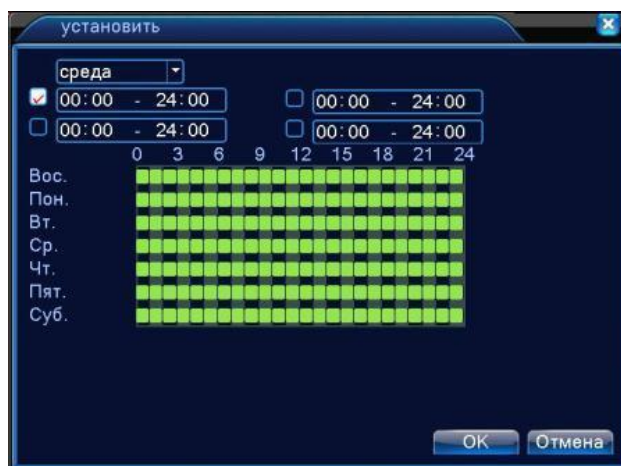 установить
среда
00:00 - 24:00 00:00 - 24:00
00:00 - 24:00 00:00 - 24:00
0 3 6 9 12 15 18 21 24
Вос.
Пон.
Вт.
Ср.
Чт.
Пят.
Суб.
OK Отмена